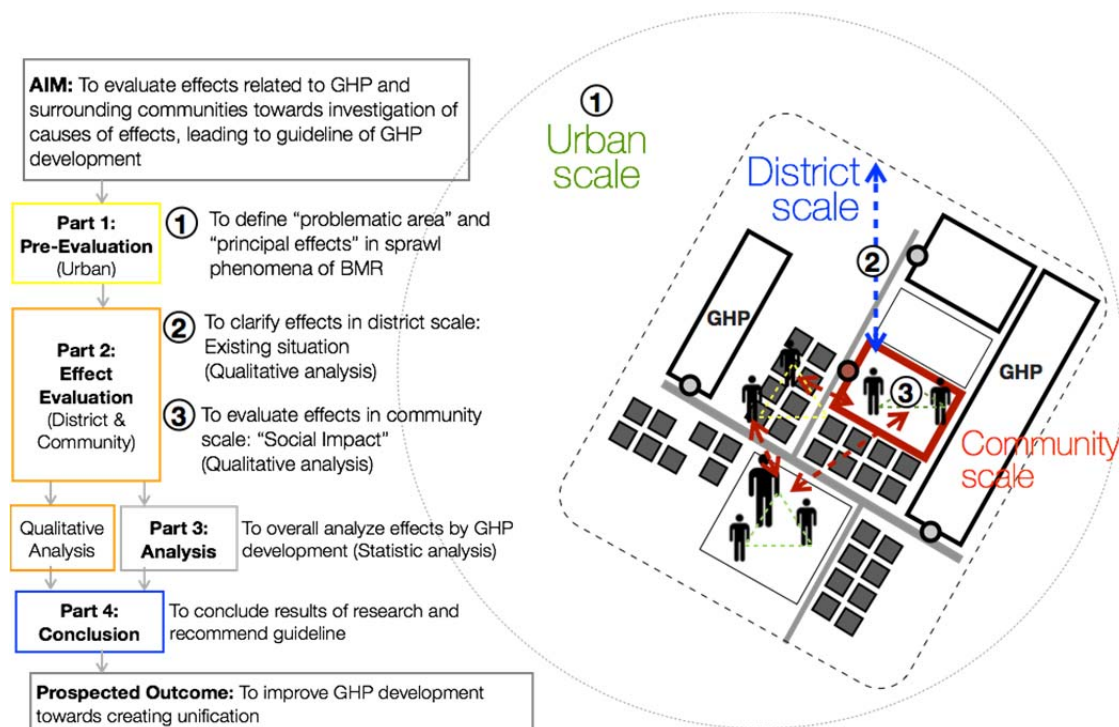 AIM: To evaluate effects related to GHP and
surrounding communities towards investigation of
causes of effects, leading to guideline of GHP
development
Part 1:
Pre-Evaluation
(Urban)
1
To define “problematic area” and
“principal effects” in sprawl
phenomena of BMR
Part 2:
Effect
Evaluation
(District &
Community)
2
To clarify effects in district scale:
Existing situation
(Qualitative analysis)
3
To evaluate effects in community
scale: “Social Impact”
(Qualitative analysis)
Qualitative
Analysis
Part 3:
Analysis
To overall analyze effects by GHP
development (Statistic analysis)
Part 4:
Conclusion
To conclude results of research and
recommend guideline
Prospected Outcome: To improve GHP development
towards creating unification
1
Urban
scale
District
scale
2
GHP
GHP
3
Community
scale